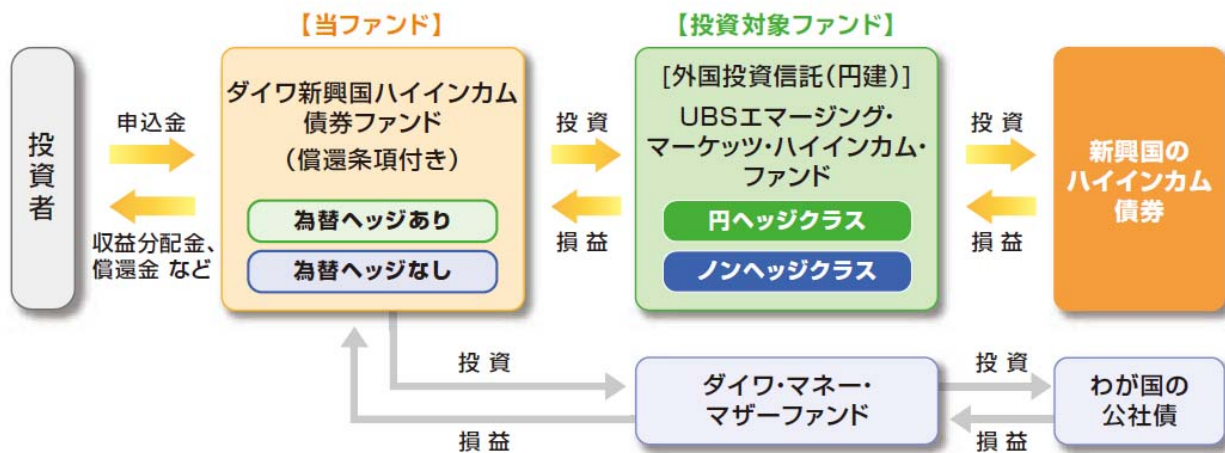 【当ファンド】
【投資対象ファンド】
投資者
申込金
収益分配金、
償還金 など
ダイワ新興国ハイインカム
債券ファンド
(償還条項付き)
為替ヘッジあり
為替ヘッジなし
投資
損益
[外国投資信託(円建)]
UBSエマージング・
マーケッツ・ハイインカム・
ファンド
円ヘッジクラス
ノンヘッジクラス
投資
損益
新興国の
ハイインカム
債券
投資
損益
ダイワ・マネー・
マザーファンド
投資
損益
わが国の
公社債